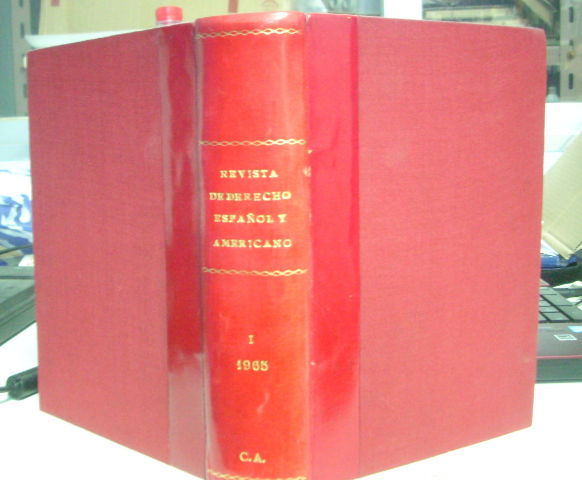 REVISTA
DE DERECHO
ESPAÑOL Y
AMERICANO
I
1965
C.A.